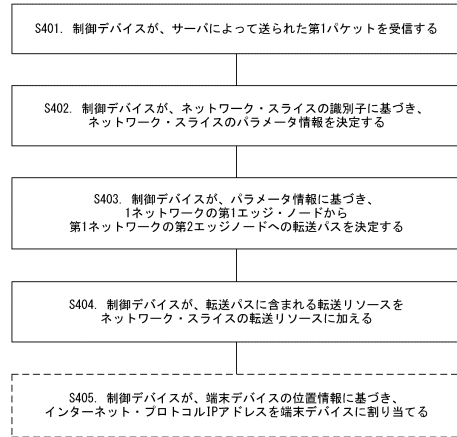 S401. 制御デバイスが、サーバによって送られた第1パケットを受信する
S402. 制御デバイスが、ネットワーク・スライスの識別子に基づき、
ネットワーク・スライスのパラメータ情報を決定する
S403. 制御デバイスが、パラメータ情報に基づき、
1ネットワークの第1エッジ・ノードから
第1ネットワークの第2エッジノードへの転送パスを決定する
S404. 制御デバイスが、転送パスに含まれる転送リソースを
ネットワーク・スライスの転送リソースに加える
S405. 制御デバイスが、端末デバイスの位置情報に基づき、
インターネット・プロトコルIPアドレスを端末デバイスに割り当てる